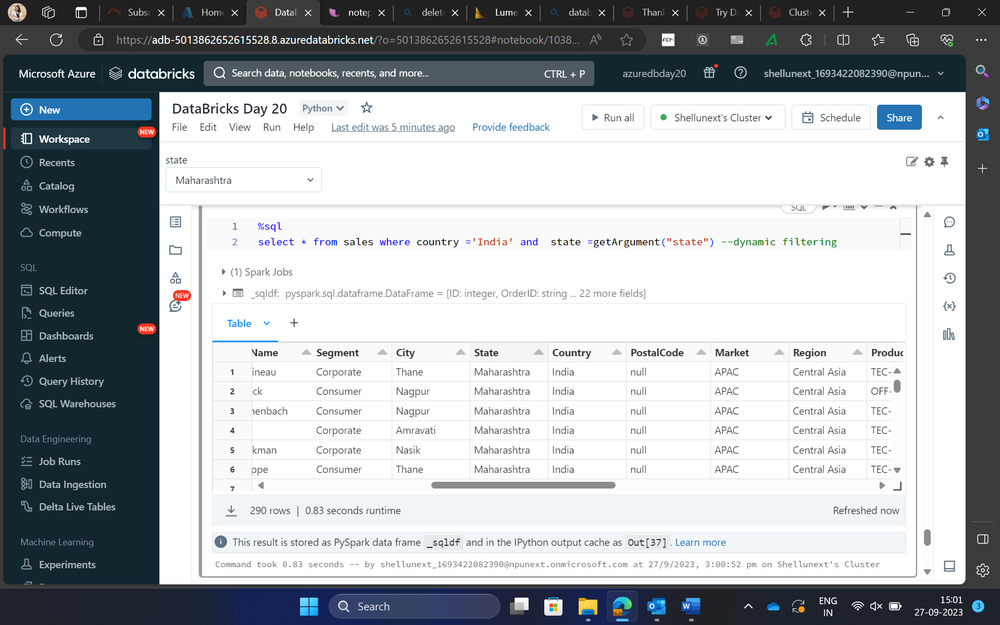 Subsc
Home
DataB
notep
delet
Lume
datab
Than
Try D
Clust
https://adb-5013862652615528.8.azuredatabricks.net/?o=5013862652615528#notebook/1038...
Microsoft Azure
databricks
Search data, notebooks, recents, and more...
CTRL + P
azuredbday20
shellunext_1693422082390@npun...
New
Workspace
NEW
Recents
Catalog
Workflows
Compute
SQL
SQL Editor
Queries
Dashboards
NEW
Alerts
Query History
SQL Warehouses
Data Engineering
Job Runs
Data Ingestion
Delta Live Tables
Machine Learning
Experiments
DataBricks Day 20
Python
File Edit View Run Help Last edit was 5 minutes ago Provide feedback
Run all
Shellunext's Cluster
Schedule
Share
state
Maharashtra
NEW
SQL
1 %sql
2 select * from sales where country ='India' and  state =getArgument("state") --dynamic filtering
(1) Spark Jobs
_sqldf: pyspark.sql.dataframe.DataFrame = [ID: integer, OrderID: string ... 22 more fields]
Table
Name Segment City State Country PostalCode Market Region Produc
1 ineau Corporate Thane Maharashtra India null APAC Central Asia TEC-
2 ck Consumer Nagpur Maharashtra India null APAC Central Asia OFF-
3 nenbach Consumer Nagpur Maharashtra India null APAC Central Asia TEC-
4 Corporate Amravati Maharashtra India null APAC Central Asia TEC-
5 kman Corporate Nasik Maharashtra India null APAC Central Asia TEC-
6 ppe Consumer Thane Maharashtra India null APAC Central Asia TEC-
7
290 rows | 0.83 seconds runtime
Refreshed now
This result is stored as PySpark data frame _sqldf and in the IPython output cache as Out[37] . Learn more
Command took 0.83 seconds -- by shellunext_1693422082390@npunext.onmicrosoft.com at 27/9/2023, 3:00:52 pm on Shellunext's Cluster
Search
ENG
IN
15:01
27-09-2023
3